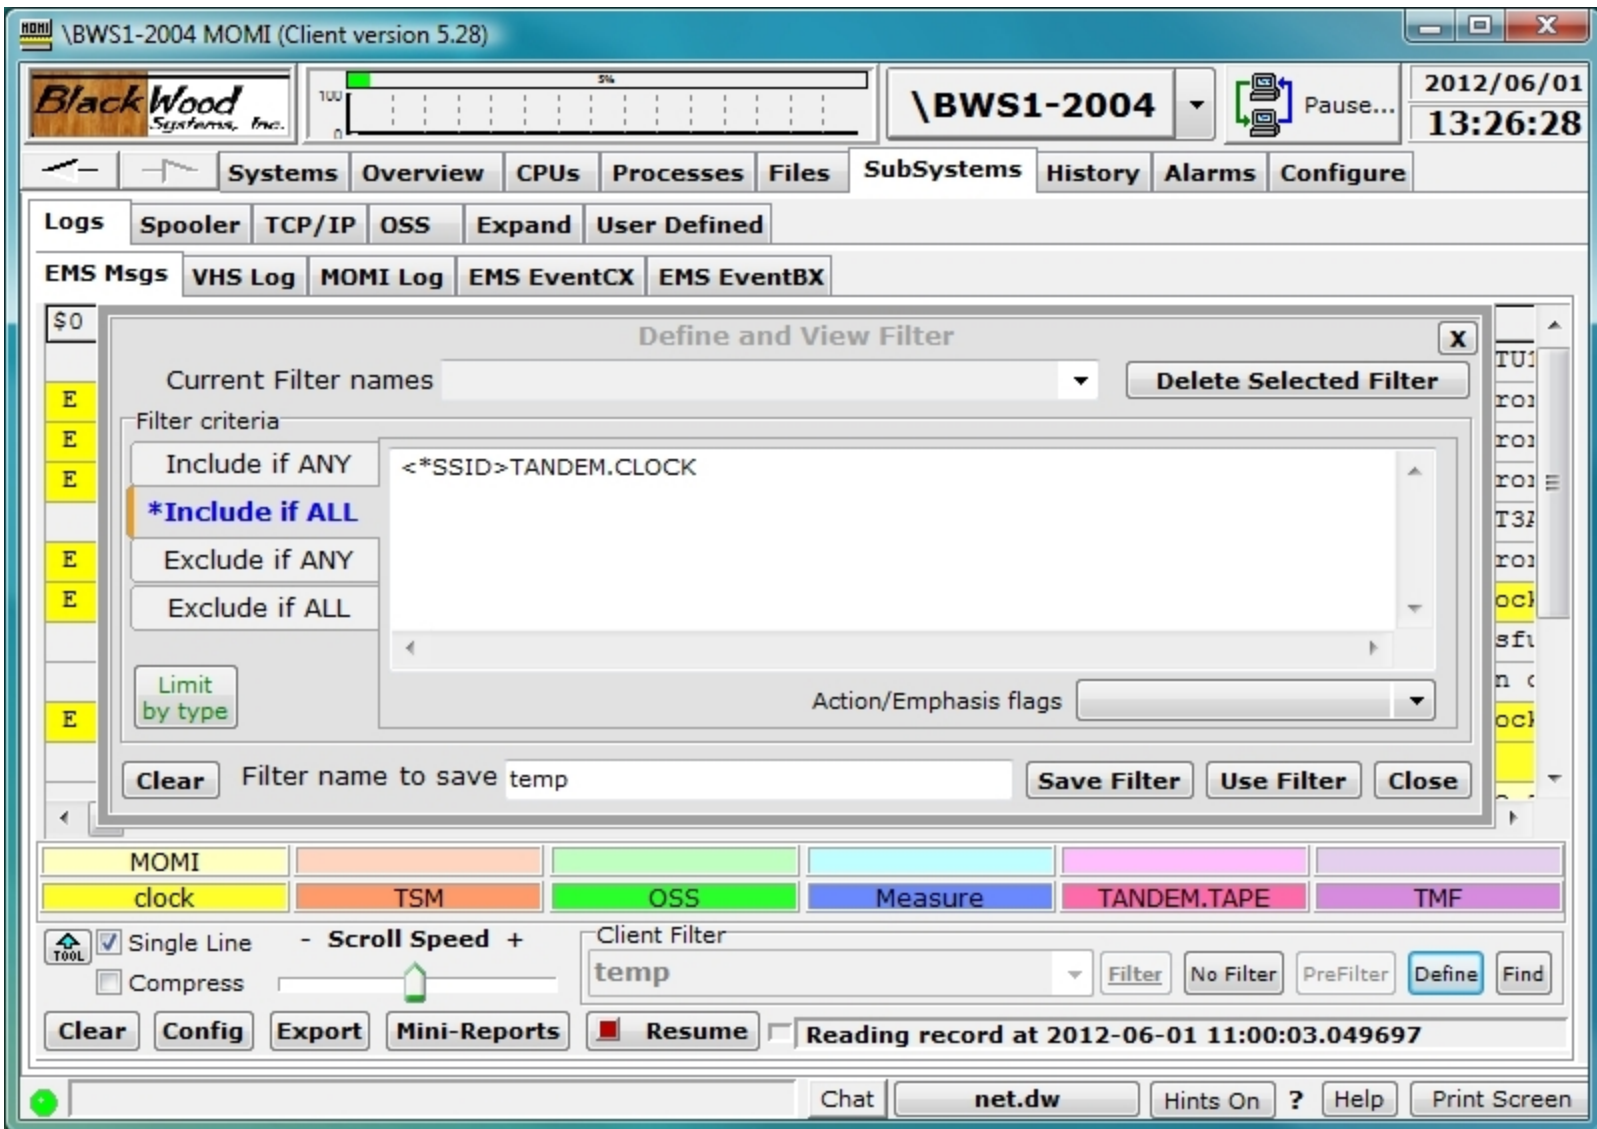 MOMI \BWS1-2004 MOMI (Client version 5.28)
BlackWood Systems, Inc.
5%
100
0
\BWS1-2004
Pause...
2012/06/01
13:26:28
Systems Overview CPUs Processes Files SubSystems History Alarms Configure
Logs Spooler TCP/IP OSS Expand User Defined
EMS Msgs VHS Log MOMI Log EMS EventCX EMS EventBX
$0
Define and View Filter X
Current Filter names Delete Selected Filter
Filter criteria
Include if ANY
<*SSID>TANDEM.CLOCK
*Include if ALL
Exclude if ANY
Exclude if ALL
E
E
E
E
E
E
Limit
by type
Action/Emphasis flags
Clear Filter name to save temp Save Filter Use Filter Close
MOMI
clock TSM OSS Measure TANDEM.TAPE TMF
TOOL Single Line - Scroll Speed + Client Filter
Compress temp Filter No Filter PreFilter Define Find
Clear Config Export Mini-Reports Resume Reading record at 2012-06-01 11:00:03.049697
Chat net.dw Hints On ? Help Print Screen